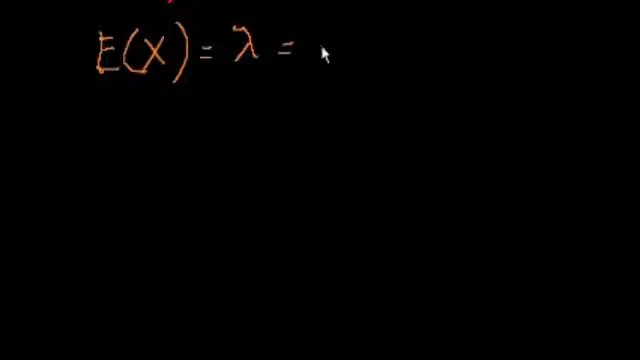 E(X) = λ =